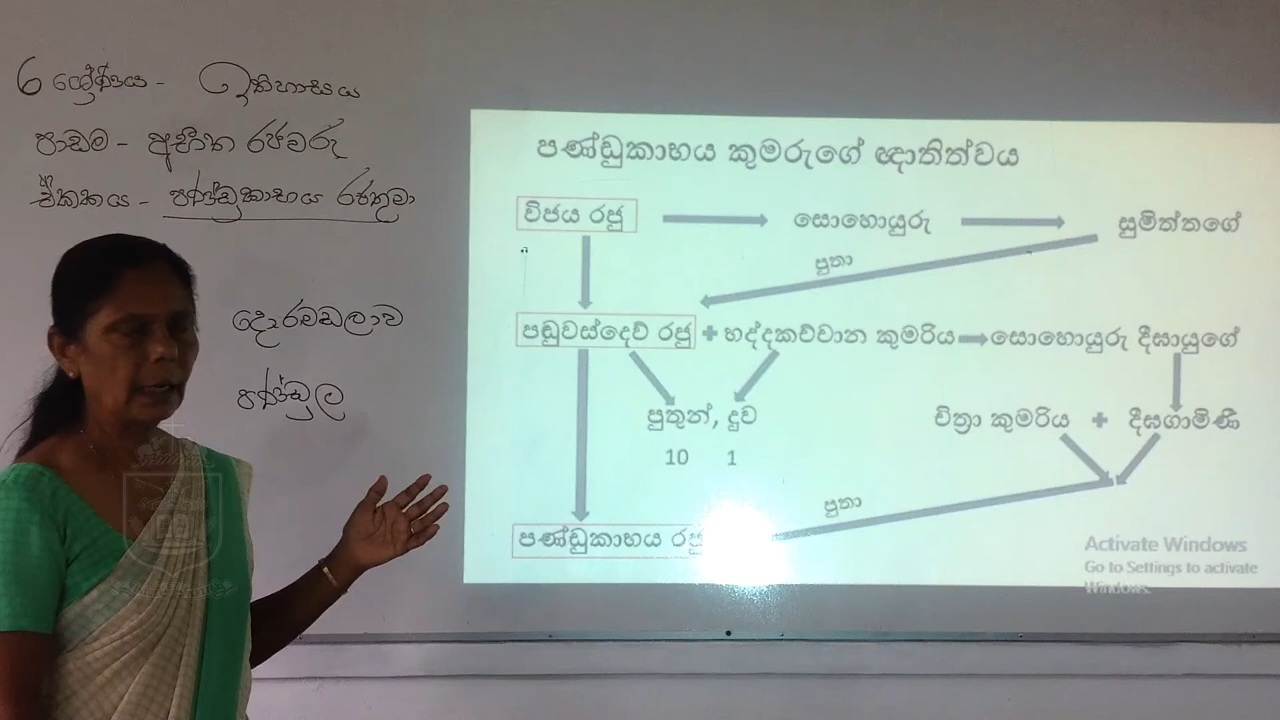 6 ශ්‍රේණිය - ඉතිහාසය
පාඩම - අපේ රජවරු
ඒකකය - පණ්ඩුකාභය රජතුමා
දොරමඩලාව
පණ්ඩුල
පණ්ඩුකාභය කුමරුගේ ඥාතිත්වය
විජය රජු සොහොයුරු සුමිත්තගේ
පුතා
පඬුවස්දෙව් රජු + භද්දකච්චාන කුමරිය සොහොයුරු දීඝායුගේ
පුතුන්, දුව චිත්‍රා කුමරිය + දීඝගාමිණී
10 1
පුතා
පණ්ඩුකාභය රජු
Activate Windows
Go to Settings to activate
Windows.